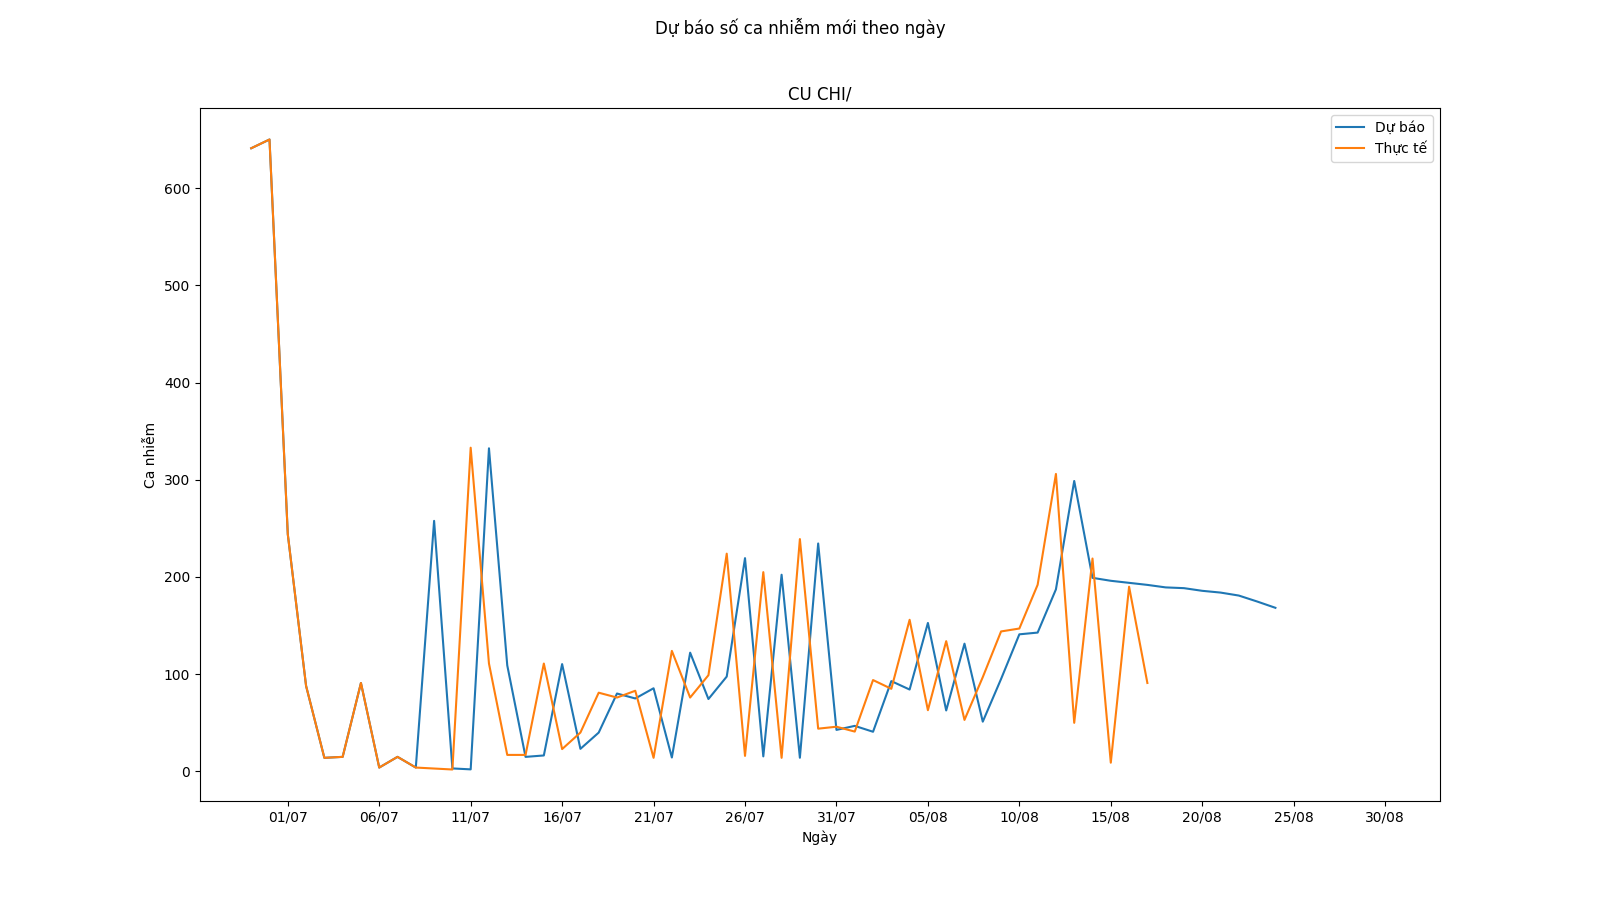 Dự báo số ca nhiễm mới theo ngày
CU CHI/
Dự báo
Thực tế
600
500
400
300
200
100
0
Ca nhiễm
01/07 06/07 11/07 16/07 21/07 26/07 31/07 05/08 10/08 15/08 20/08 25/08 30/08
Ngày